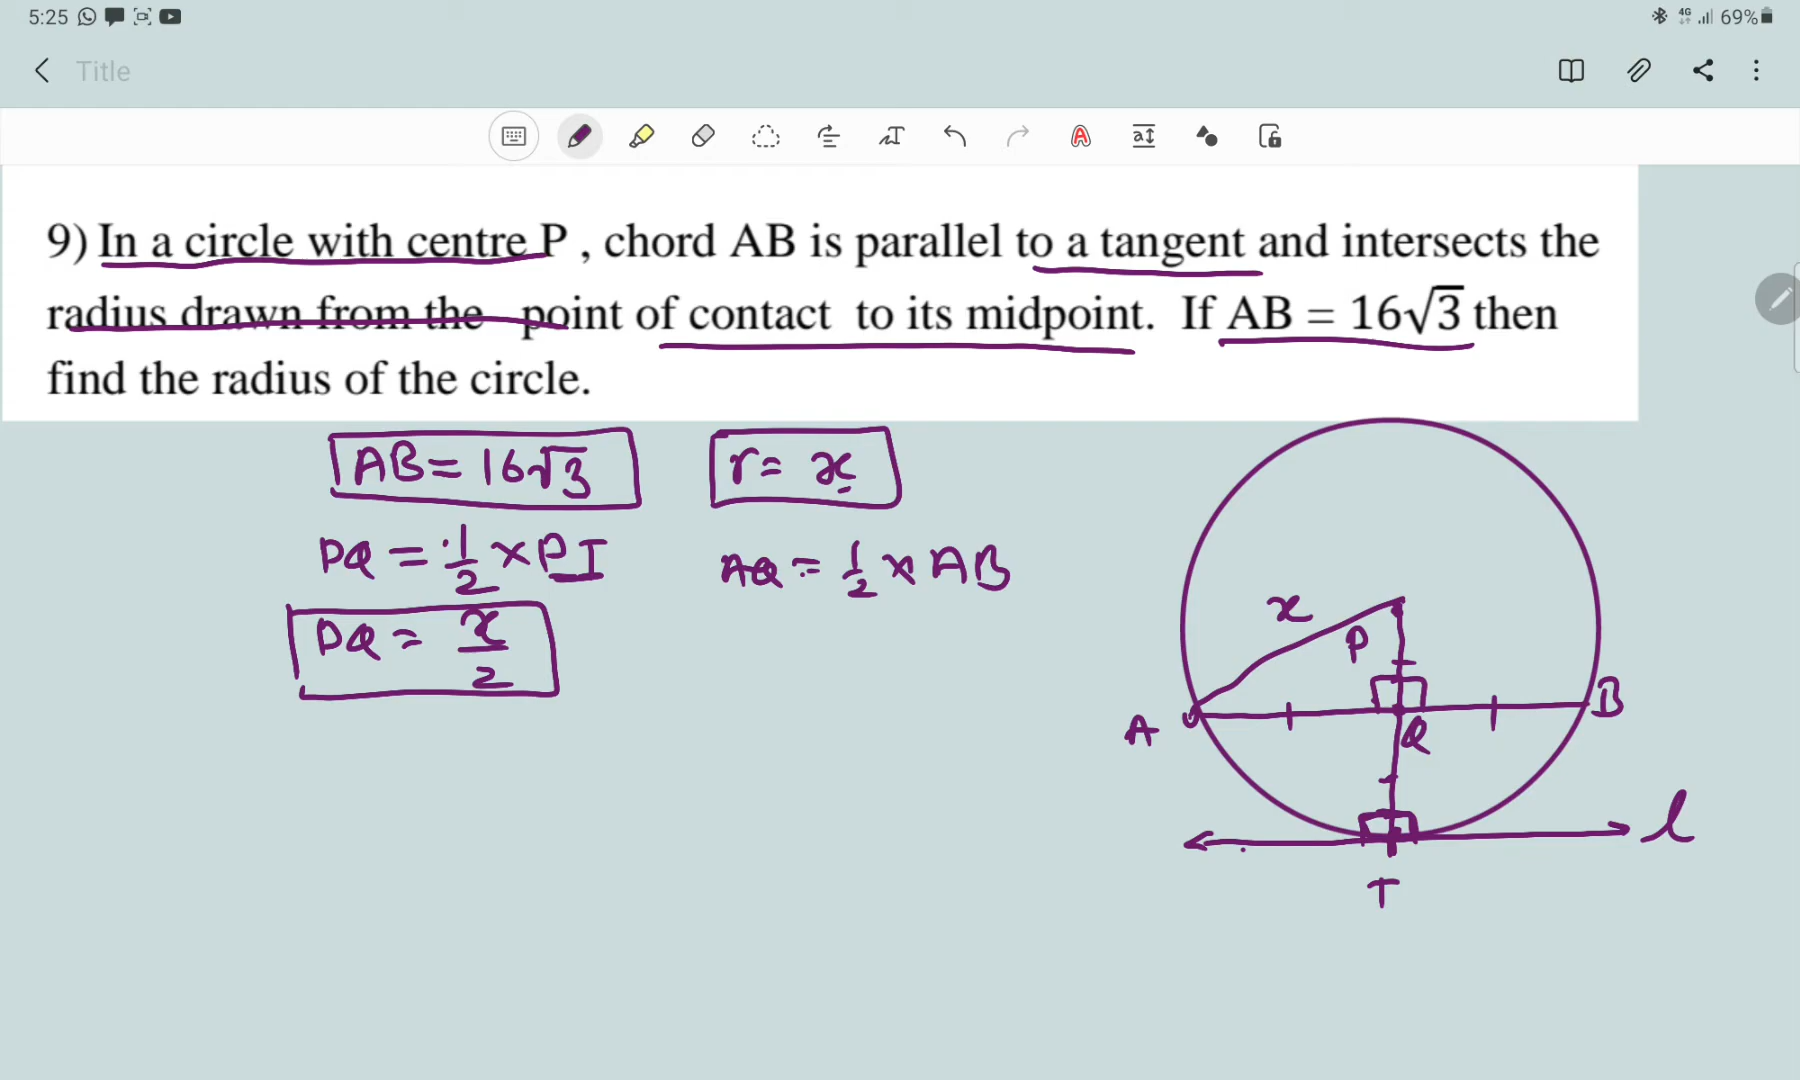 5:25 4G 69%
Title
9) In a circle with centre P , chord AB is parallel to a tangent and intersects the
radius drawn from the point of contact to its midpoint. If AB = 16√3 then
find the radius of the circle.
AB = 16√3
r = x
PQ = 1/2 × PI
AQ = 1/2 × AB
PQ = x/2
x
P
A
Q
B
l
T